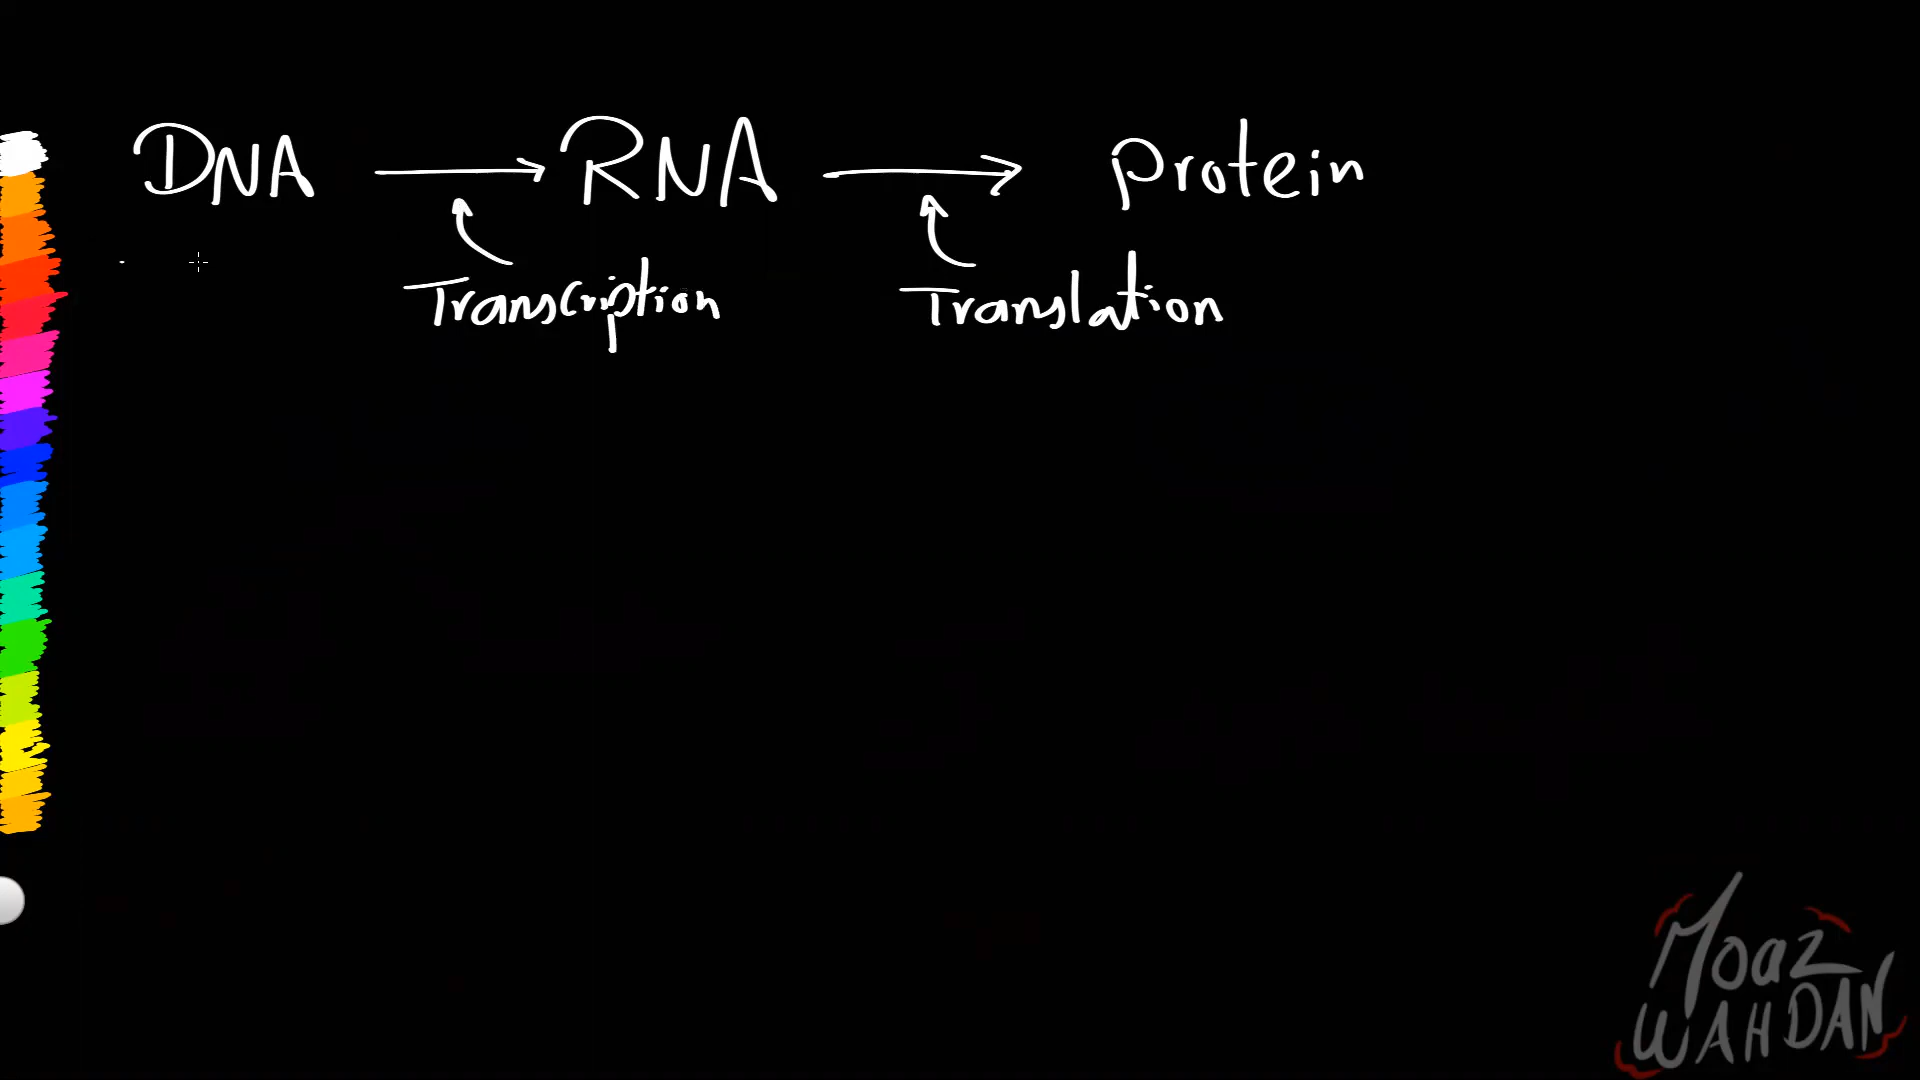 DNA → RNA → protein
Transcription Translation
Moaz
WAHDAN